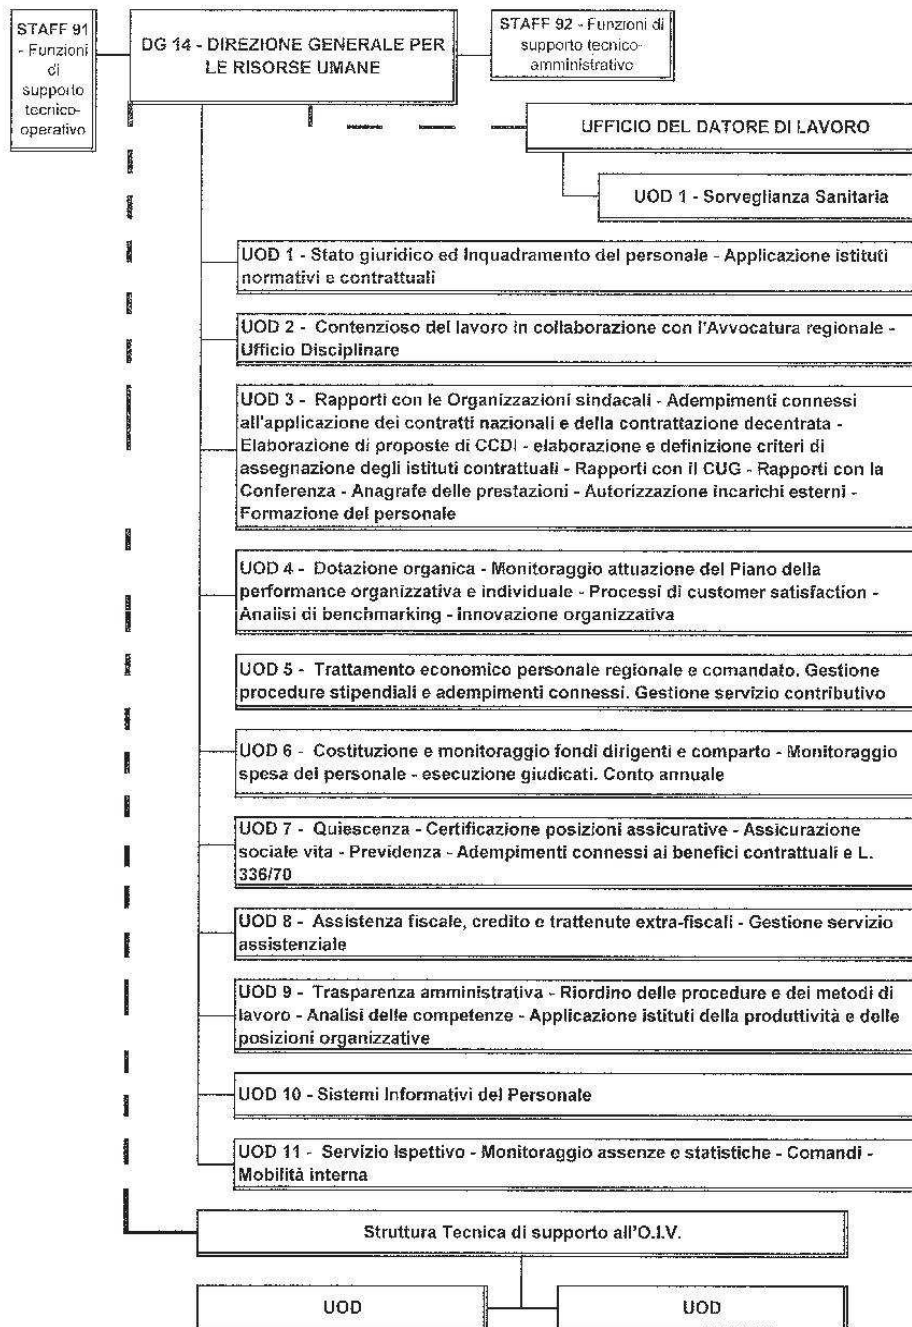 STAFF 91
- Funzioni
di
supporto
tecnico-
operativo
DG 14 - DIREZIONE GENERALE PER
LE RISORSE UMANE
STAFF 92 - Funzioni di
supporto tecnico-
amministrativo
UFFICIO DEL DATORE DI LAVORO
UOD 1 - Sorveglianza Sanitaria
UOD 1 - Stato giuridico ed Inquadramento del personale - Applicazione istituti
normativi e contrattuali
UOD 2 - Contenzioso del lavoro in collaborazione con l'Avvocatura regionale -
Ufficio Disciplinare
UOD 3 - Rapporti con le Organizzazioni sindacali - Adempimenti connessi
all'applicazione dei contratti nazionali e della contrattazione decentrata -
Elaborazione di proposte di CCDI - elaborazione e definizione criteri di
assegnazione degli istituti contrattuali - Rapporti con il CUG - Rapporti con la
Conferenza - Anagrafe delle prestazioni - Autorizzazione incarichi esterni -
Formazione del personale
UOD 4 - Dotazione organica - Monitoraggio attuazione del Piano della
performance organizzativa e individuale - Processi di customer satisfaction -
Analisi di benchmarking - innovazione organizzativa
UOD 5 - Trattamento economico personale regionale e comandato. Gestione
procedure stipendiali e adempimenti connessi. Gestione servizio contributivo
UOD 6 - Costituzione e monitoraggio fondi dirigenti e comparto - Monitoraggio
spesa del personale - esecuzione giudicati. Conto annuale
UOD 7 - Quiescenza - Certificazione posizioni assicurative - Assicurazione
sociale vita - Previdenza - Adempimenti connessi ai benefici contrattuali e L.
336/70
UOD 8 - Assistenza fiscale, credito e trattenute extra-fiscali - Gestione servizio
assistenziale
UOD 9 - Trasparenza amministrativa - Riordino delle procedure e dei metodi di
lavoro - Analisi delle competenze - Applicazione istituti della produttività e delle
posizioni organizzative
UOD 10 - Sistemi Informativi del Personale
UOD 11 - Servizio Ispettivo - Monitoraggio assenze e statistiche - Comandi -
Mobilità interna
Struttura Tecnica di supporto all'O.I.V.
UOD
UOD